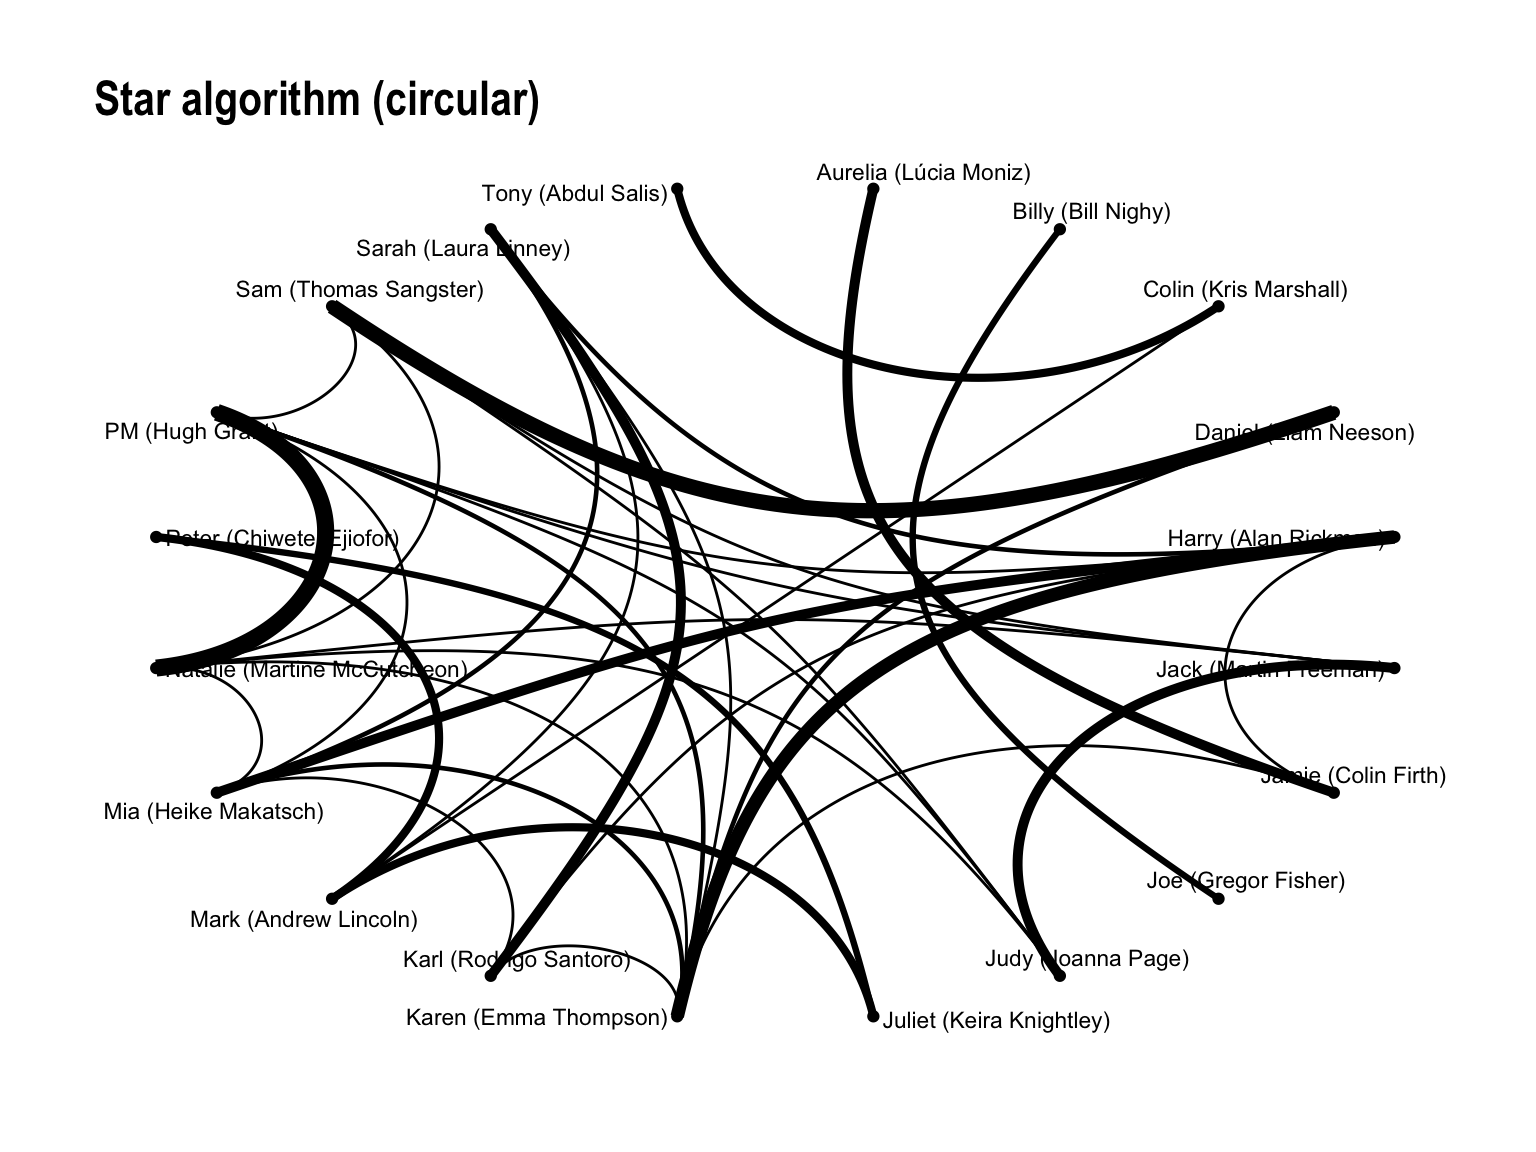 Star algorithm (circular)
Aurelia (Lúcia Moniz)
Tony (Abdul Salis)
Billy (Bill Nighy)
Sarah (Laura Linney)
Sam (Thomas Sangster)
Colin (Kris Marshall)
PM (Hugh Grant)
Daniel (Liam Neeson)
Peter (Chiwetel Ejiofor)
Harry (Alan Rickman)
Natalie (Martine McCutcheon)
Jack (Martin Freeman)
Jamie (Colin Firth)
Mia (Heike Makatsch)
Joe (Gregor Fisher)
Mark (Andrew Lincoln)
Karl (Rodrigo Santoro)
Judy (Joanna Page)
Karen (Emma Thompson)
Juliet (Keira Knightley)